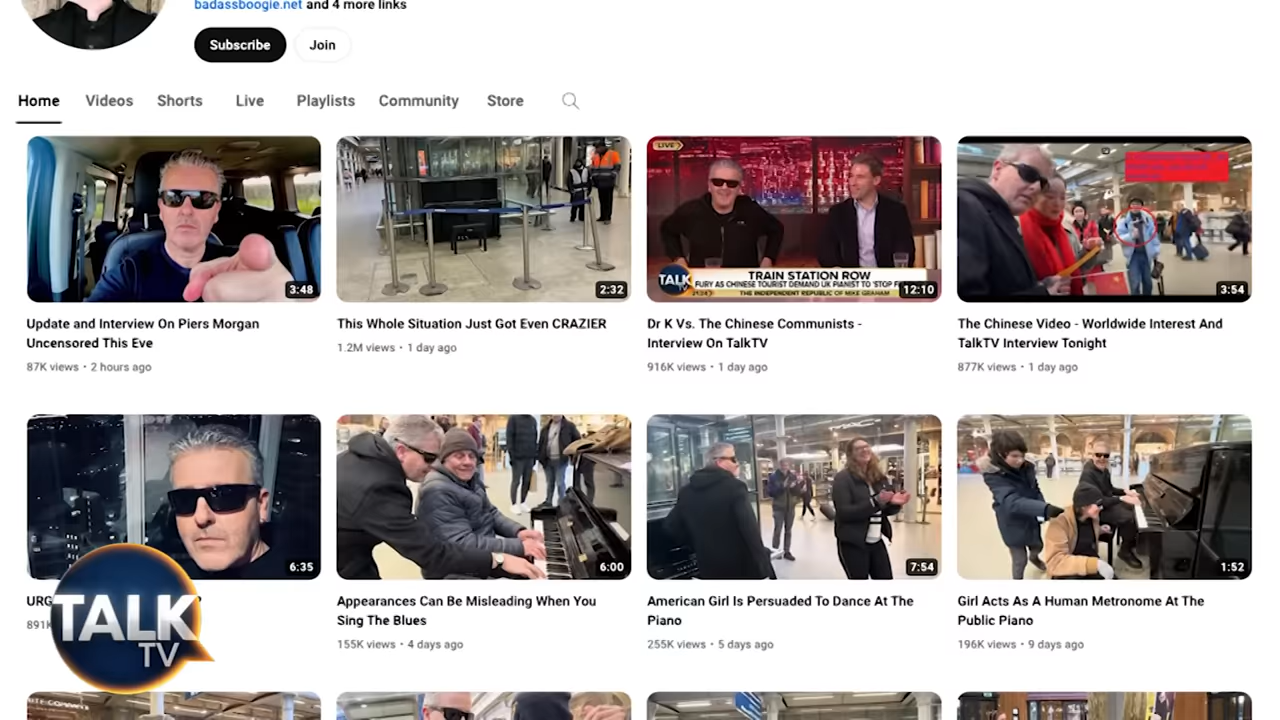 badassboogie.net and 4 more links
Subscribe
Join
Home
Videos
Shorts
Live
Playlists
Community
Store
3:48
2:32
LIVE
TRAIN STATION ROW
TALK
FURY AS CHINESE TOURIST DEMAND UK PIANIST TO 'STOP
THE INDEPENDENT REPUBLIC OF MIKE GRAHAM
12:10
3:54
Update and Interview On Piers Morgan
Uncensored This Eve
87K views • 2 hours ago
This Whole Situation Just Got Even CRAZIER
1.2M views • 1 day ago
Dr K Vs. The Chinese Communists -
Interview On TalkTV
916K views • 1 day ago
The Chinese Video - Worldwide Interest And
TalkTV Interview Tonight
877K views • 1 day ago
6:35
6:00
7:54
1:52
URG
891K
TALK
TV
Appearances Can Be Misleading When You
Sing The Blues
155K views • 4 days ago
American Girl Is Persuaded To Dance At The
Piano
255K views • 5 days ago
Girl Acts As A Human Metronome At The
Public Piano
196K views • 9 days ago